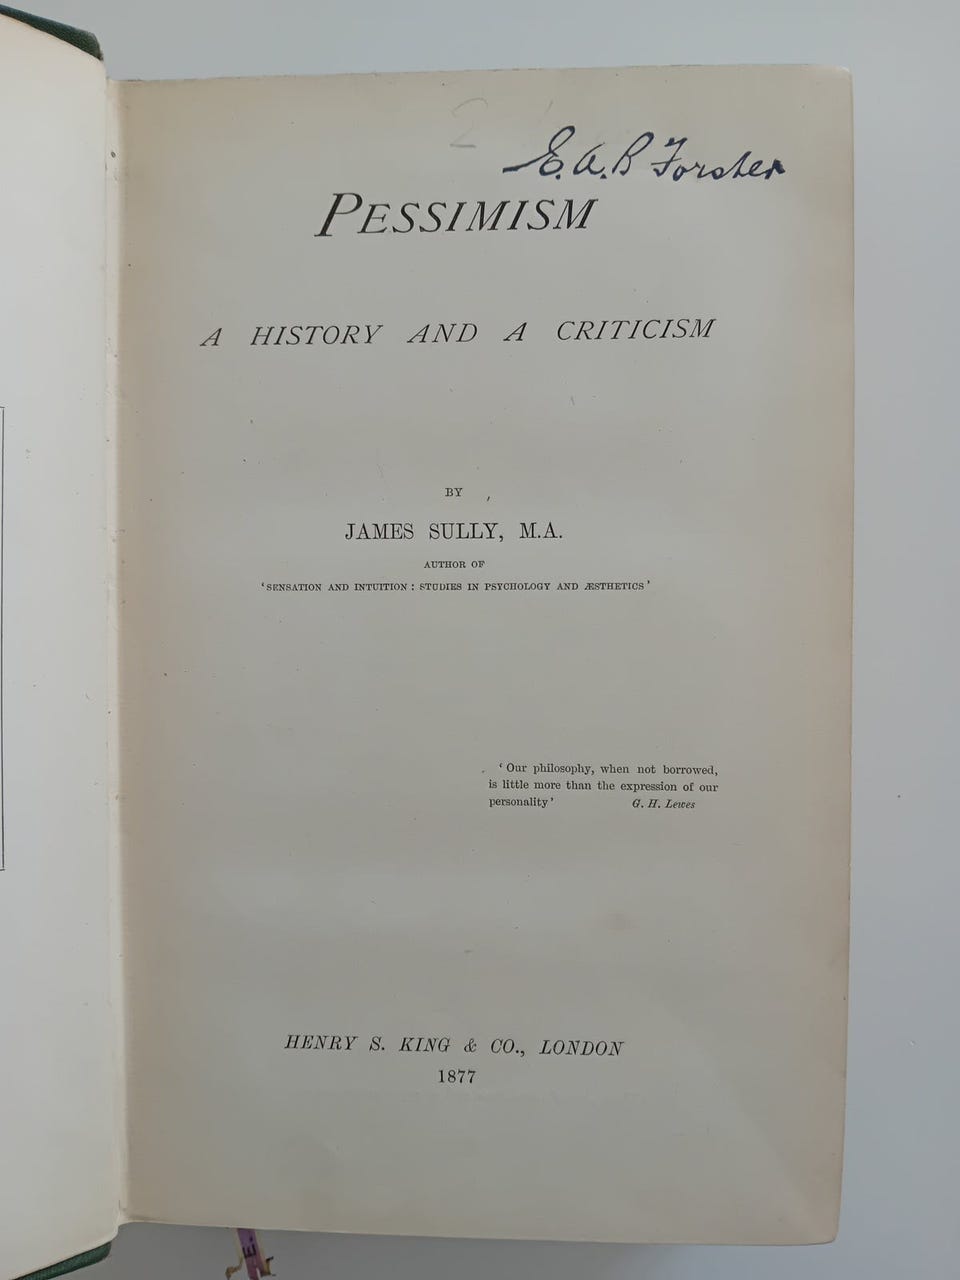 2
E. A. B Forster
PESSIMISM
A HISTORY AND A CRITICISM
BY
JAMES SULLY, M.A.
AUTHOR OF
‘SENSATION AND INTUITION: STUDIES IN PSYCHOLOGY AND ÆSTHETICS’
‘Our philosophy, when not borrowed,
is little more than the expression of our
personality’ G. H. Lewes
HENRY S. KING & CO., LONDON
1877